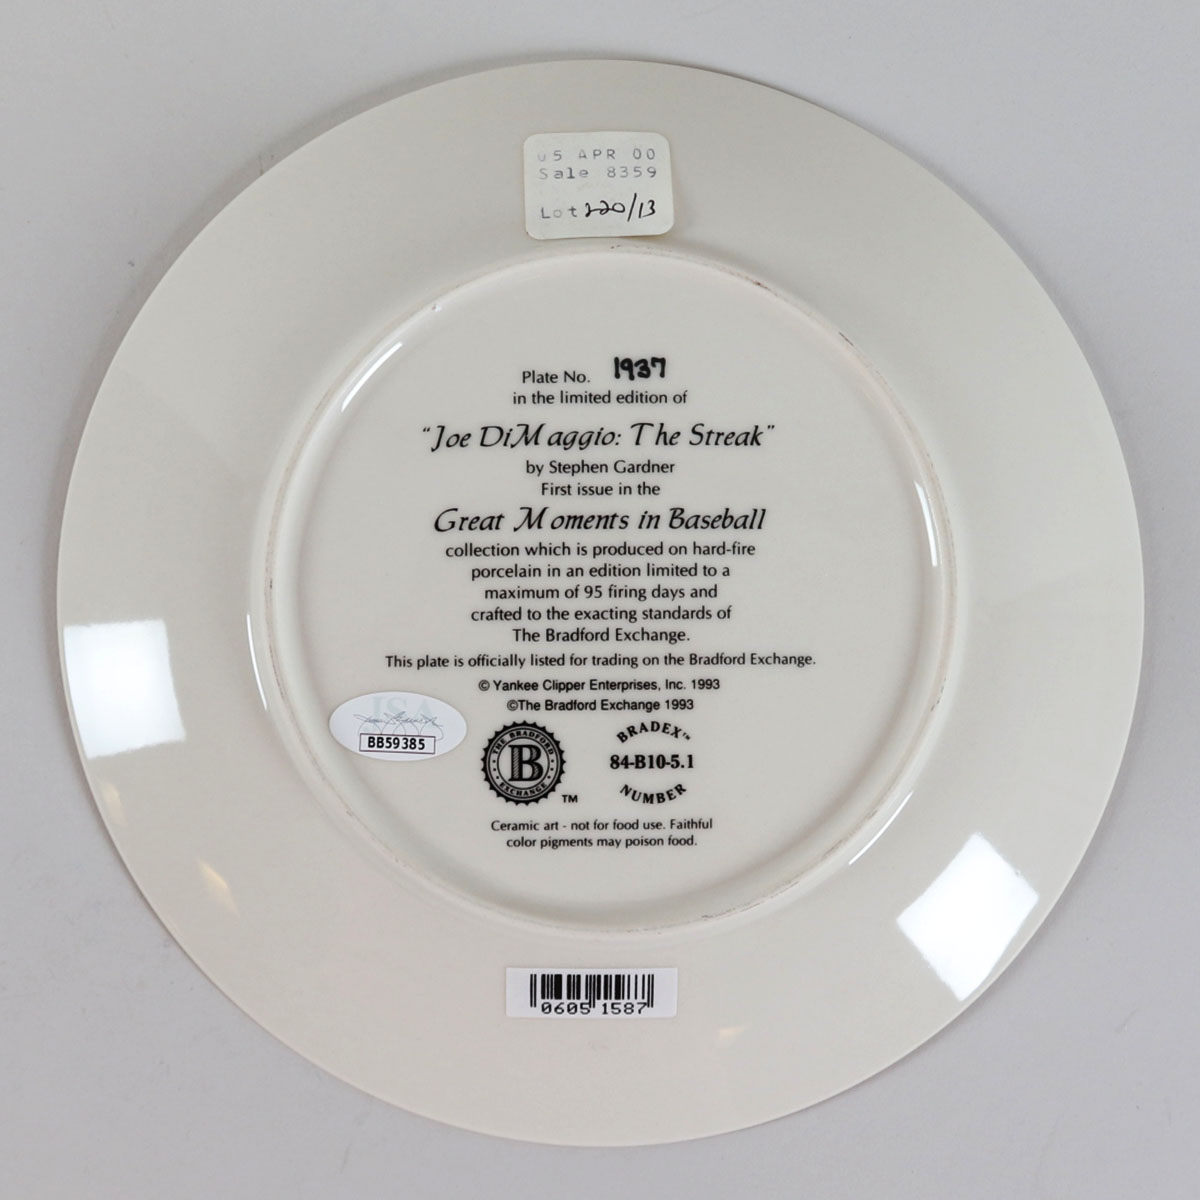 05 APR 00
Sale 8359
Lot 220/13
Plate No. 1937
in the limited edition of
"Joe DiMaggio: The Streak"
by Stephen Gardner
First issue in the
Great Moments in Baseball
collection which is produced on hard-fire
porcelain in an edition limited to a
maximum of 95 firing days and
crafted to the exacting standards of
The Bradford Exchange.
This plate is officially listed for trading on the Bradford Exchange.
© Yankee Clipper Enterprises, Inc. 1993
©The Bradford Exchange 1993
JSA
BB59385
THE BRADFORD
B
EXCHANGE
TM
BRADEX™
84-B10-5.1
NUMBER
Ceramic art - not for food use. Faithful
color pigments may poison food.
0605 1587